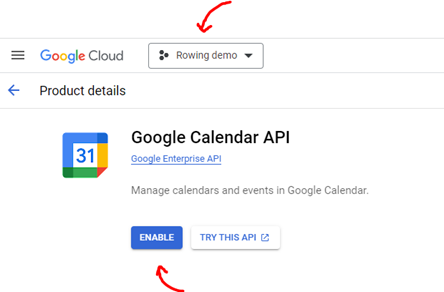 Google Cloud
Rowing demo
Product details
31
Google Calendar API
Google Enterprise API
Manage calendars and events in Google Calendar.
ENABLE
TRY THIS API